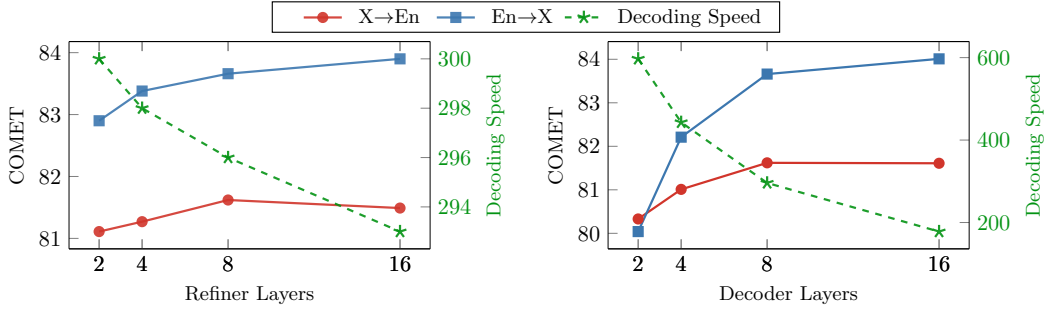 X→En En→X Decoding Speed
84
83
82
81
COMET
300
298
296
294
Decoding Speed
2 4 8 16
Refiner Layers
84
83
82
81
80
COMET
600
400
200
Decoding Speed
2 4 8 16
Decoder Layers